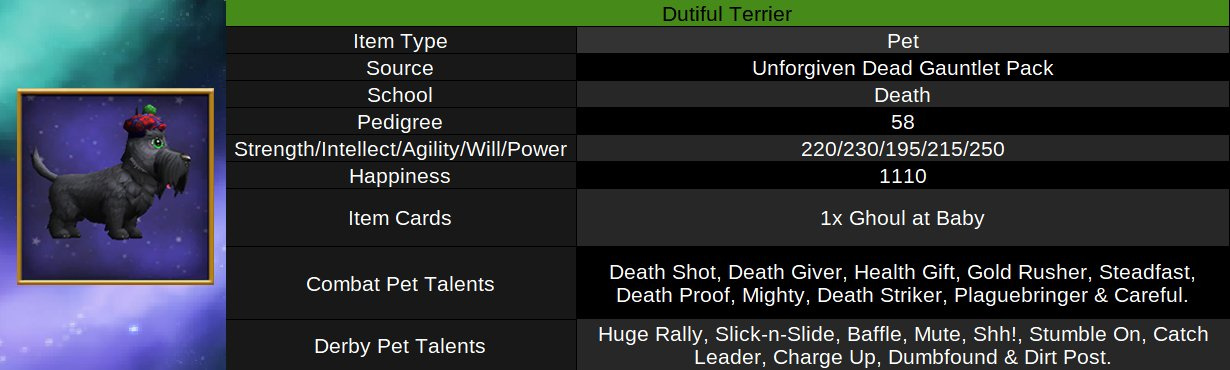 Dutiful Terrier
Item Type Pet
Source Unforgiven Dead Gauntlet Pack
School Death
Pedigree 58
Strength/Intellect/Agility/Will/Power 220/230/195/215/250
Happiness 1110
Item Cards 1x Ghoul at Baby
Combat Pet Talents
Death Shot, Death Giver, Health Gift, Gold Rusher, Steadfast,
Death Proof, Mighty, Death Striker, Plaguebringer & Careful.
Derby Pet Talents
Huge Rally, Slick-n-Slide, Baffle, Mute, Shh!, Stumble On, Catch
Leader, Charge Up, Dumbfound & Dirt Post.